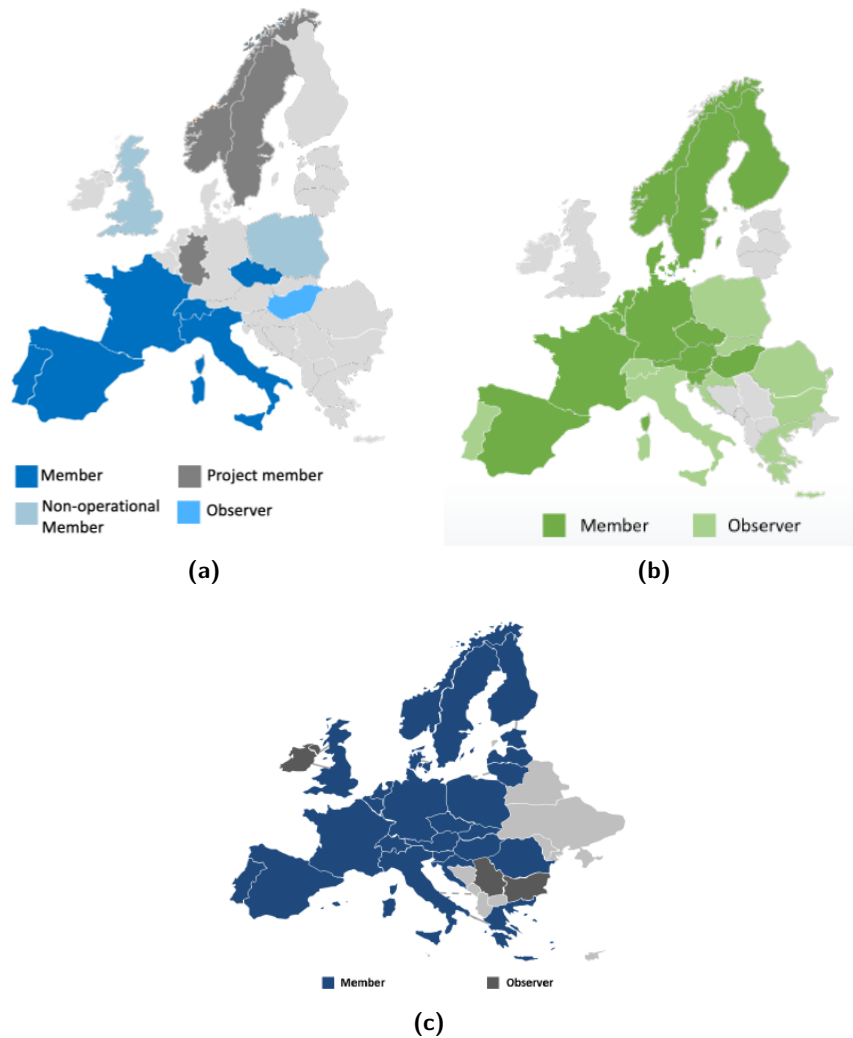 Member
Project member
Non-operational
Member
Observer
(a)
Member
Observer
(b)
Member
Observer
(c)